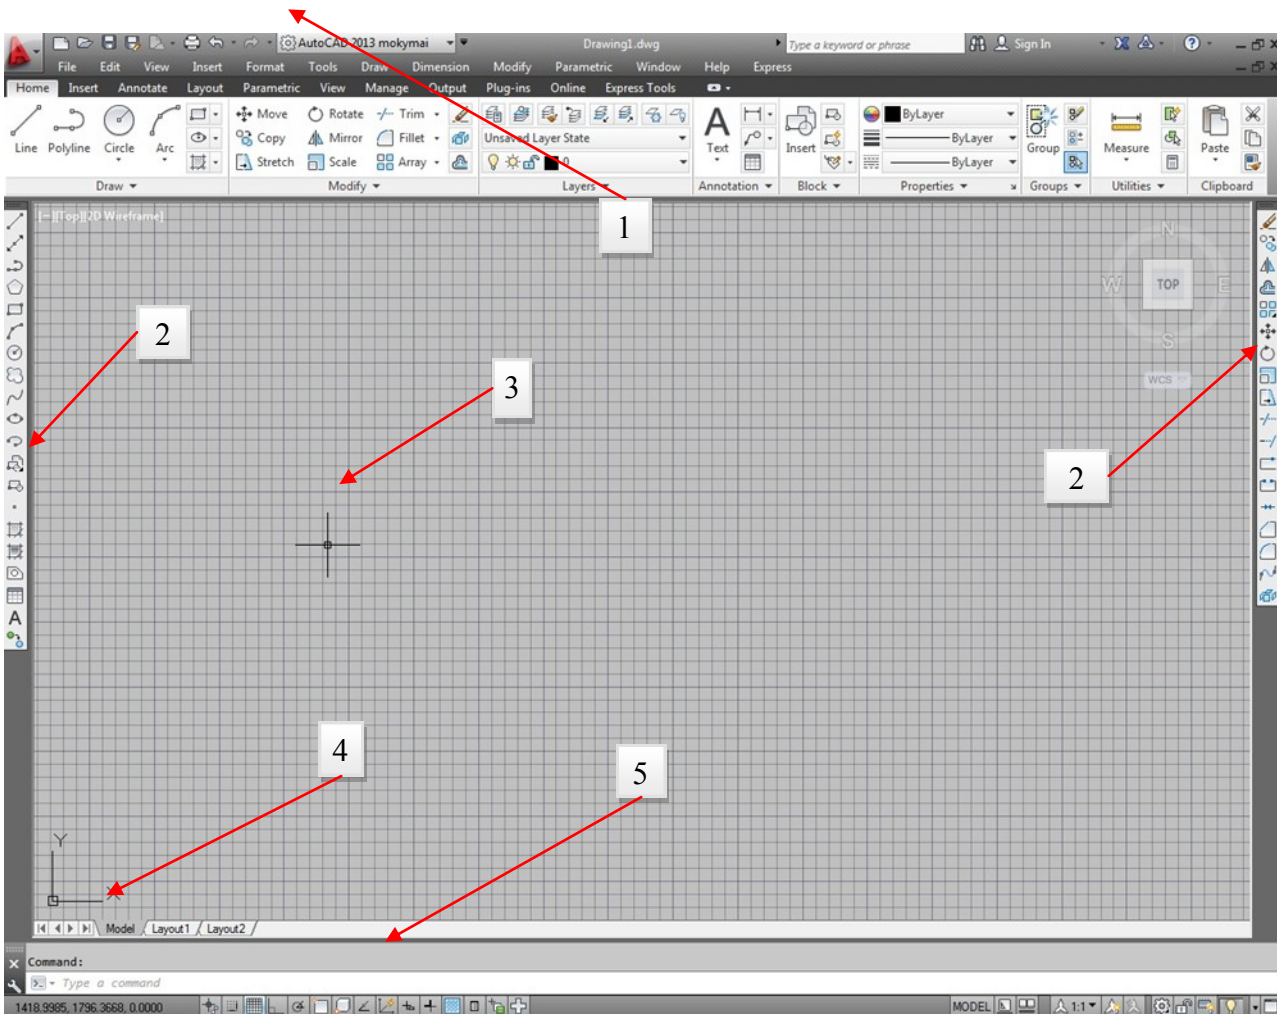 AutoCAD 2013 mokymai Drawing1.dwg Type a keyword or phrase Sign In
File Edit View Insert Format Tools Draw Dimension Modify Parametric Window Help Express
Home Insert Annotate Layout Parametric View Manage Output Plug-ins Online Express Tools
Line Polyline Circle Arc
Move Rotate Trim
Copy Mirror Fillet
Stretch Scale Array
Unsaved Layer State
0
A
Text
Insert
ByLayer
ByLayer
ByLayer
Group
Measure
Paste
Draw Modify Layers Annotation Block Properties Groups Utilities Clipboard
[−][Top][2D Wireframe]
1
N
W TOP E
S
WCS
2
3
2
A
4
5
Y
X
Model Layout1 Layout2
Command:
Type a command
1418.9985, 1796.3668, 0.0000 MODEL 1:1